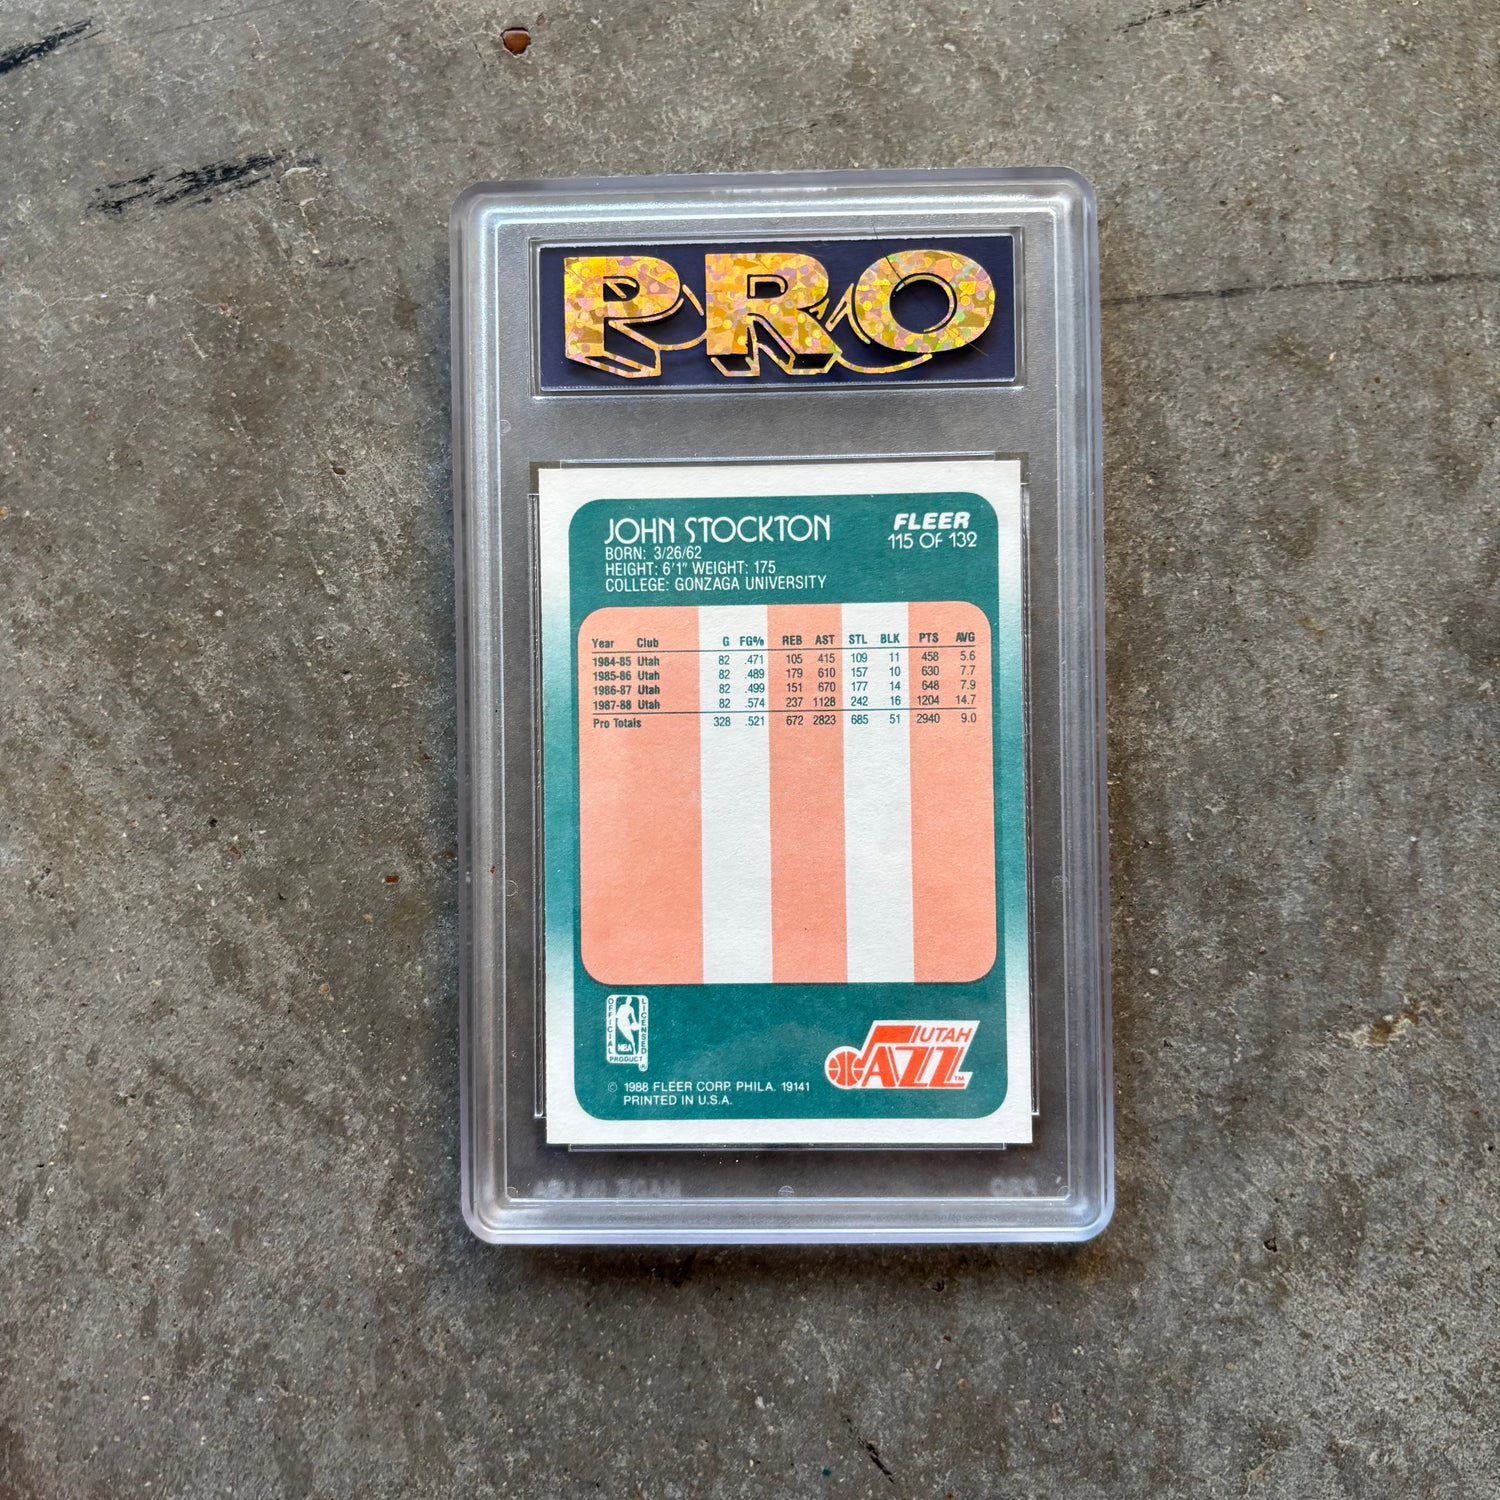 PRO
JOHN STOCKTON
BORN: 3/26/62
HEIGHT: 6'1" WEIGHT: 175
COLLEGE: GONZAGA UNIVERSITY
FLEER
115 OF 132
Year Club G FG% REB AST STL BLK PTS AVG
1984-85 Utah 82 .471 105 415 109 11 458 5.6
1985-86 Utah 82 .489 179 610 157 10 630 7.7
1986-87 Utah 82 .499 151 670 177 14 648 7.9
1987-88 Utah 82 .574 237 1128 242 16 1204 14.7
Pro Totals 328 .521 672 2823 685 51 2940 9.0
OFFICIAL
LICENSED
NBA
PRODUCT
®
UTAH
JAZZ
TM
© 1988 FLEER CORP. PHILA. 19141
PRINTED IN U.S.A.
MADE IN USA